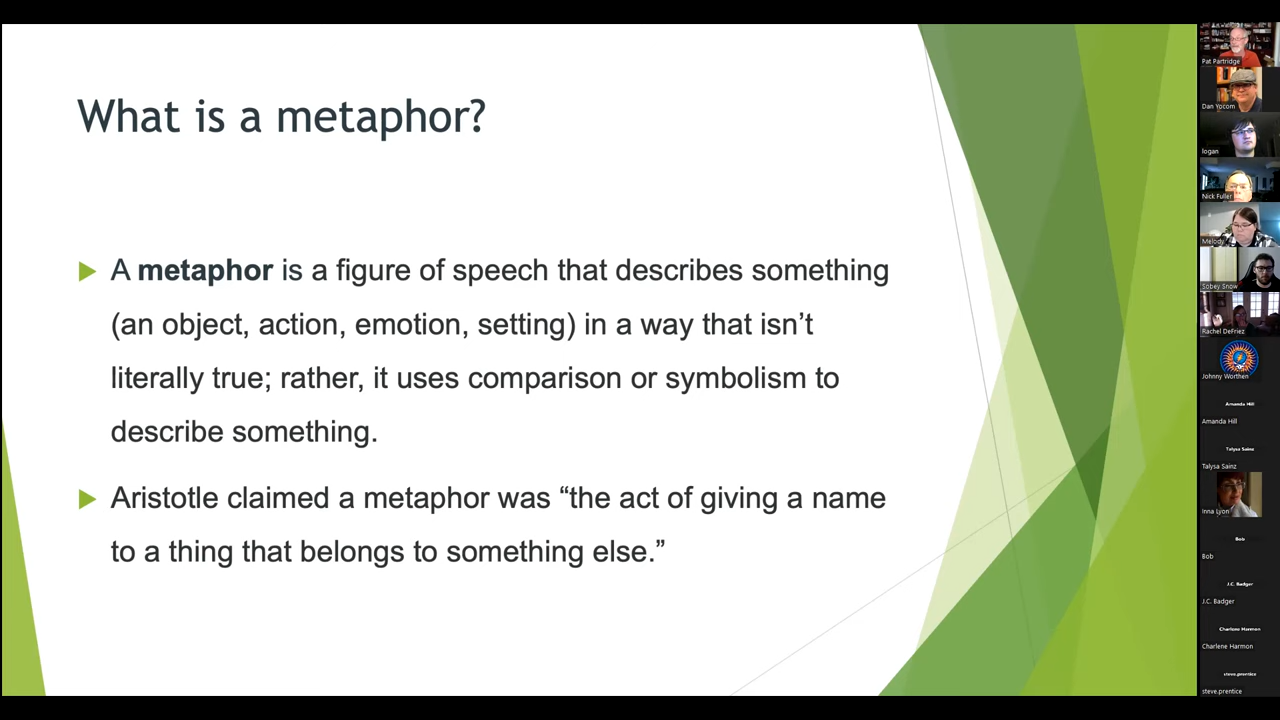 What is a metaphor?
A metaphor is a figure of speech that describes something
(an object, action, emotion, setting) in a way that isn’t
literally true; rather, it uses comparison or symbolism to
describe something.
Aristotle claimed a metaphor was “the act of giving a name
to a thing that belongs to something else.”
Pat Partridge
Dan Yocom
logan
Nick Fuller
Melody
Sobey Snow
Rachel DeFriez
Johnny Worthen
Amanda Hill
Amanda Hill
Talysa Sainz
Talysa Sainz
Inna Lyon
Bob
Bob
J.C. Badger
J.C. Badger
Charlene Harmon
Charlene Harmon
steve.prentice
steve.prentice